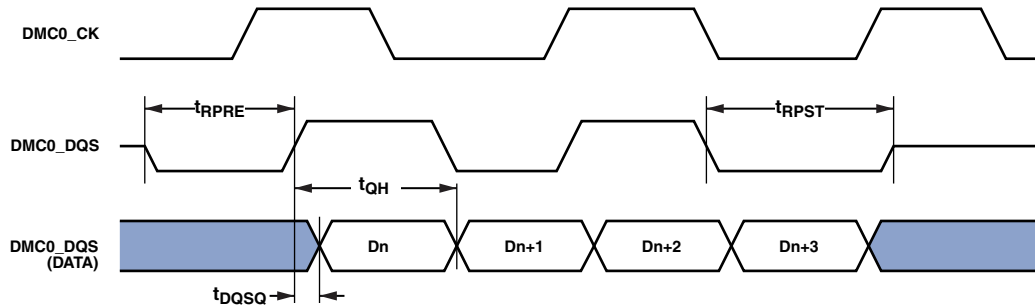 DMC0_CK
tRPRE
tRPST
DMC0_DQS
tQH
DMC0_DQS
(DATA)
Dn
Dn+1
Dn+2
Dn+3
tDQSQ